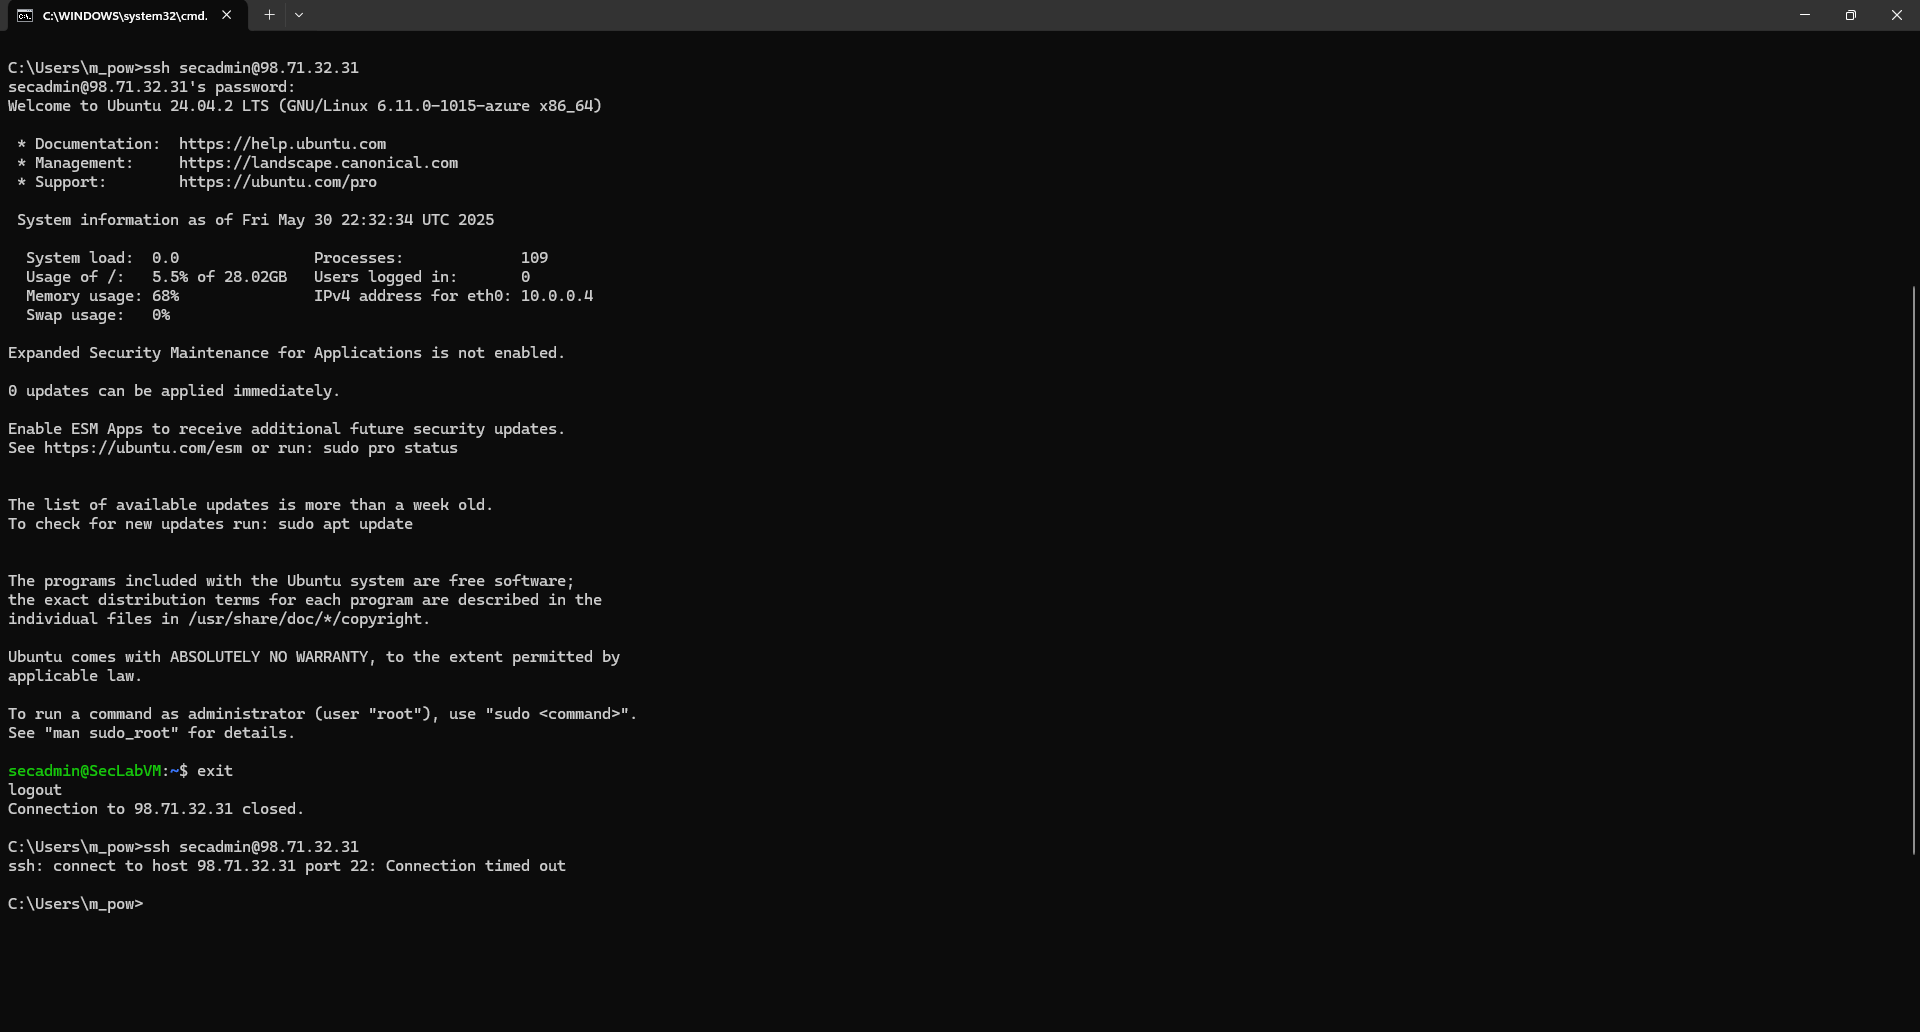 C:\WINDOWS\system32\cmd.
C:\Users\m_pow>ssh secadmin@98.71.32.31
secadmin@98.71.32.31's password:
Welcome to Ubuntu 24.04.2 LTS (GNU/Linux 6.11.0-1015-azure x86_64)
* Documentation:  https://help.ubuntu.com
* Management:     https://landscape.canonical.com
* Support:        https://ubuntu.com/pro
System information as of Fri May 30 22:32:34 UTC 2025
System load:  0.0               Processes:             109
Usage of /:   5.5% of 28.02GB   Users logged in:       0
Memory usage: 68%               IPv4 address for eth0: 10.0.0.4
Swap usage:   0%
Expanded Security Maintenance for Applications is not enabled.
0 updates can be applied immediately.
Enable ESM Apps to receive additional future security updates.
See https://ubuntu.com/esm or run: sudo pro status
The list of available updates is more than a week old.
To check for new updates run: sudo apt update
The programs included with the Ubuntu system are free software;
the exact distribution terms for each program are described in the
individual files in /usr/share/doc/*/copyright.
Ubuntu comes with ABSOLUTELY NO WARRANTY, to the extent permitted by
applicable law.
To run a command as administrator (user "root"), use "sudo <command>".
See "man sudo_root" for details.
secadmin@SecLabVM:~$ exit
logout
Connection to 98.71.32.31 closed.
C:\Users\m_pow>ssh secadmin@98.71.32.31
ssh: connect to host 98.71.32.31 port 22: Connection timed out
C:\Users\m_pow>